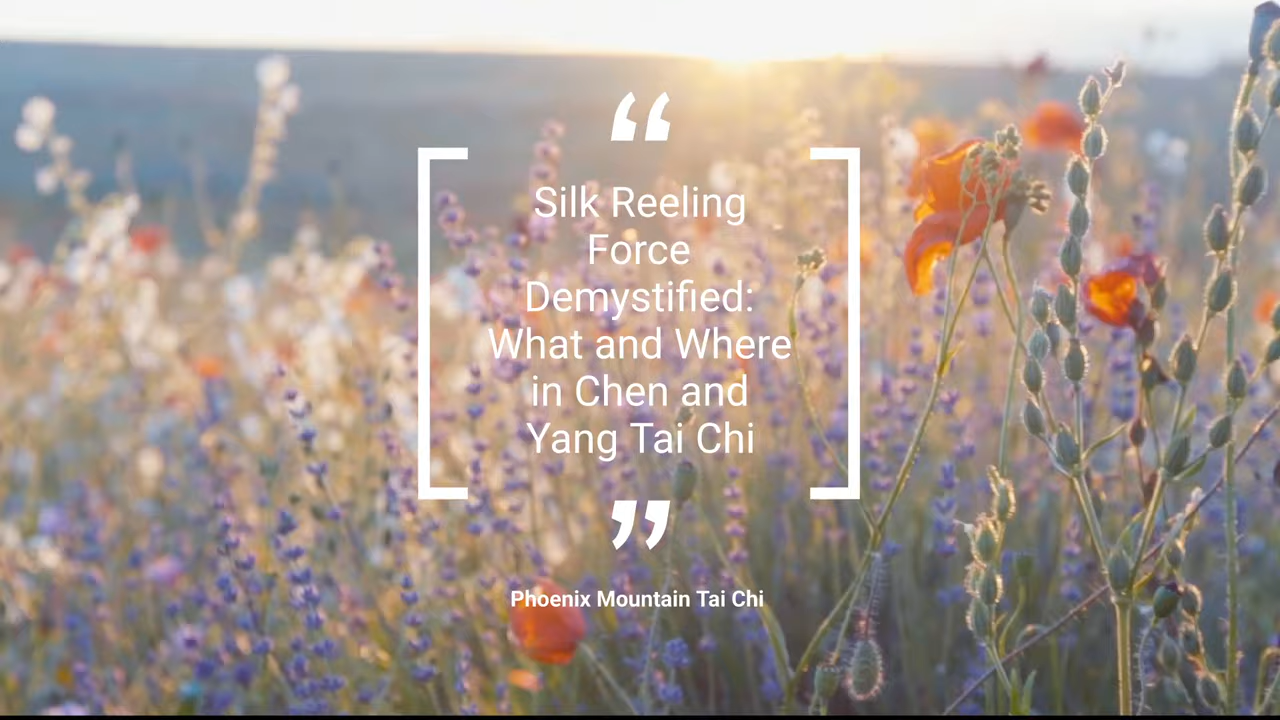 “
Silk Reeling
Force
Demystified:
What and Where
in Chen and
Yang Tai Chi
”
Phoenix Mountain Tai Chi